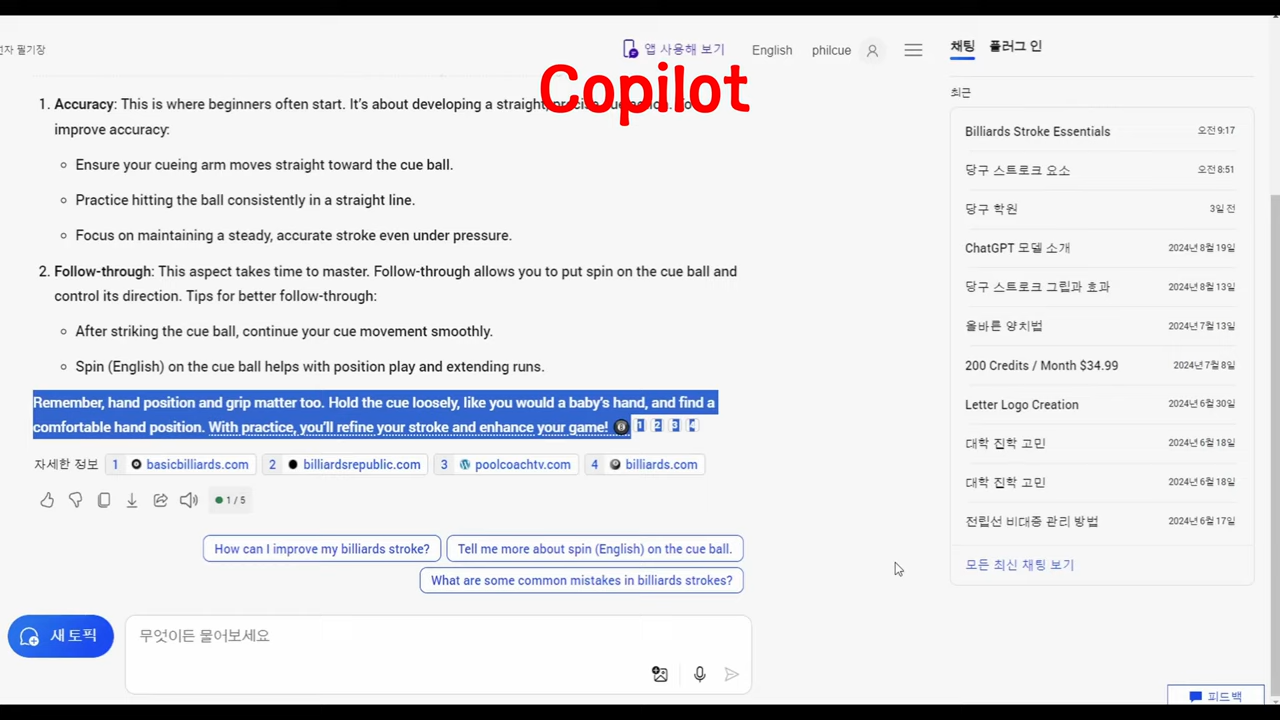 전자 필기장
앱 사용해 보기
English
philcue
채팅
플러그 인
Copilot
1. Accuracy: This is where beginners often start. It's about developing a straight,
improve accuracy:
Ensure your cueing arm moves straight toward the cue ball.
Practice hitting the ball consistently in a straight line.
Focus on maintaining a steady, accurate stroke even under pressure.
2. Follow-through: This aspect takes time to master. Follow-through allows you to put spin on the cue ball and
control its direction. Tips for better follow-through:
After striking the cue ball, continue your cue movement smoothly.
Spin (English) on the cue ball helps with position play and extending runs.
Remember, hand position and grip matter too. Hold the cue loosely, like you would a baby's hand, and find a
comfortable hand position. With practice, you'll refine your stroke and enhance your game! 🎱 1 2 3 4
자세한 정보 1 basicbilliards.com 2 billiardsrepublic.com 3 poolcoachtv.com 4 billiards.com
1 / 5
How can I improve my billiards stroke?
Tell me more about spin (English) on the cue ball.
What are some common mistakes in billiards strokes?
새 토픽
무엇이든 물어보세요
최근
Billiards Stroke Essentials 오전 9:17
당구 스트로크 요소 오전 8:51
당구 학원 3일 전
ChatGPT 모델 소개 2024년 8월 19일
당구 스트로크 그립과 효과 2024년 8월 13일
올바른 양치법 2024년 7월 13일
200 Credits / Month $34.99 2024년 7월 8일
Letter Logo Creation 2024년 6월 30일
대학 진학 고민 2024년 6월 18일
대학 진학 고민 2024년 6월 18일
전립선 비대증 관리 방법 2024년 6월 17일
모든 최신 채팅 보기
피드백